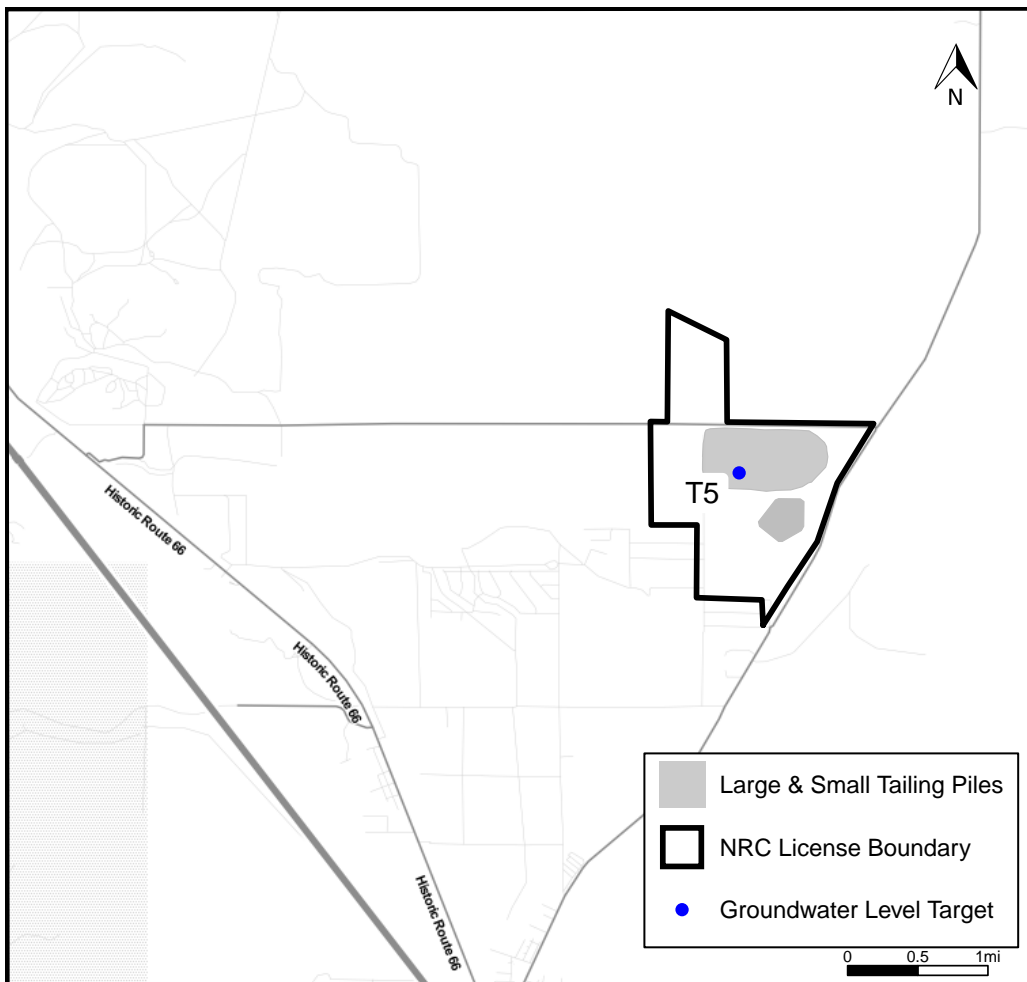 N
T5
Historic Route 66
Historic Route 66
Historic Route 66
Large & Small Tailing Piles
NRC License Boundary
Groundwater Level Target
0 0.5 1mi